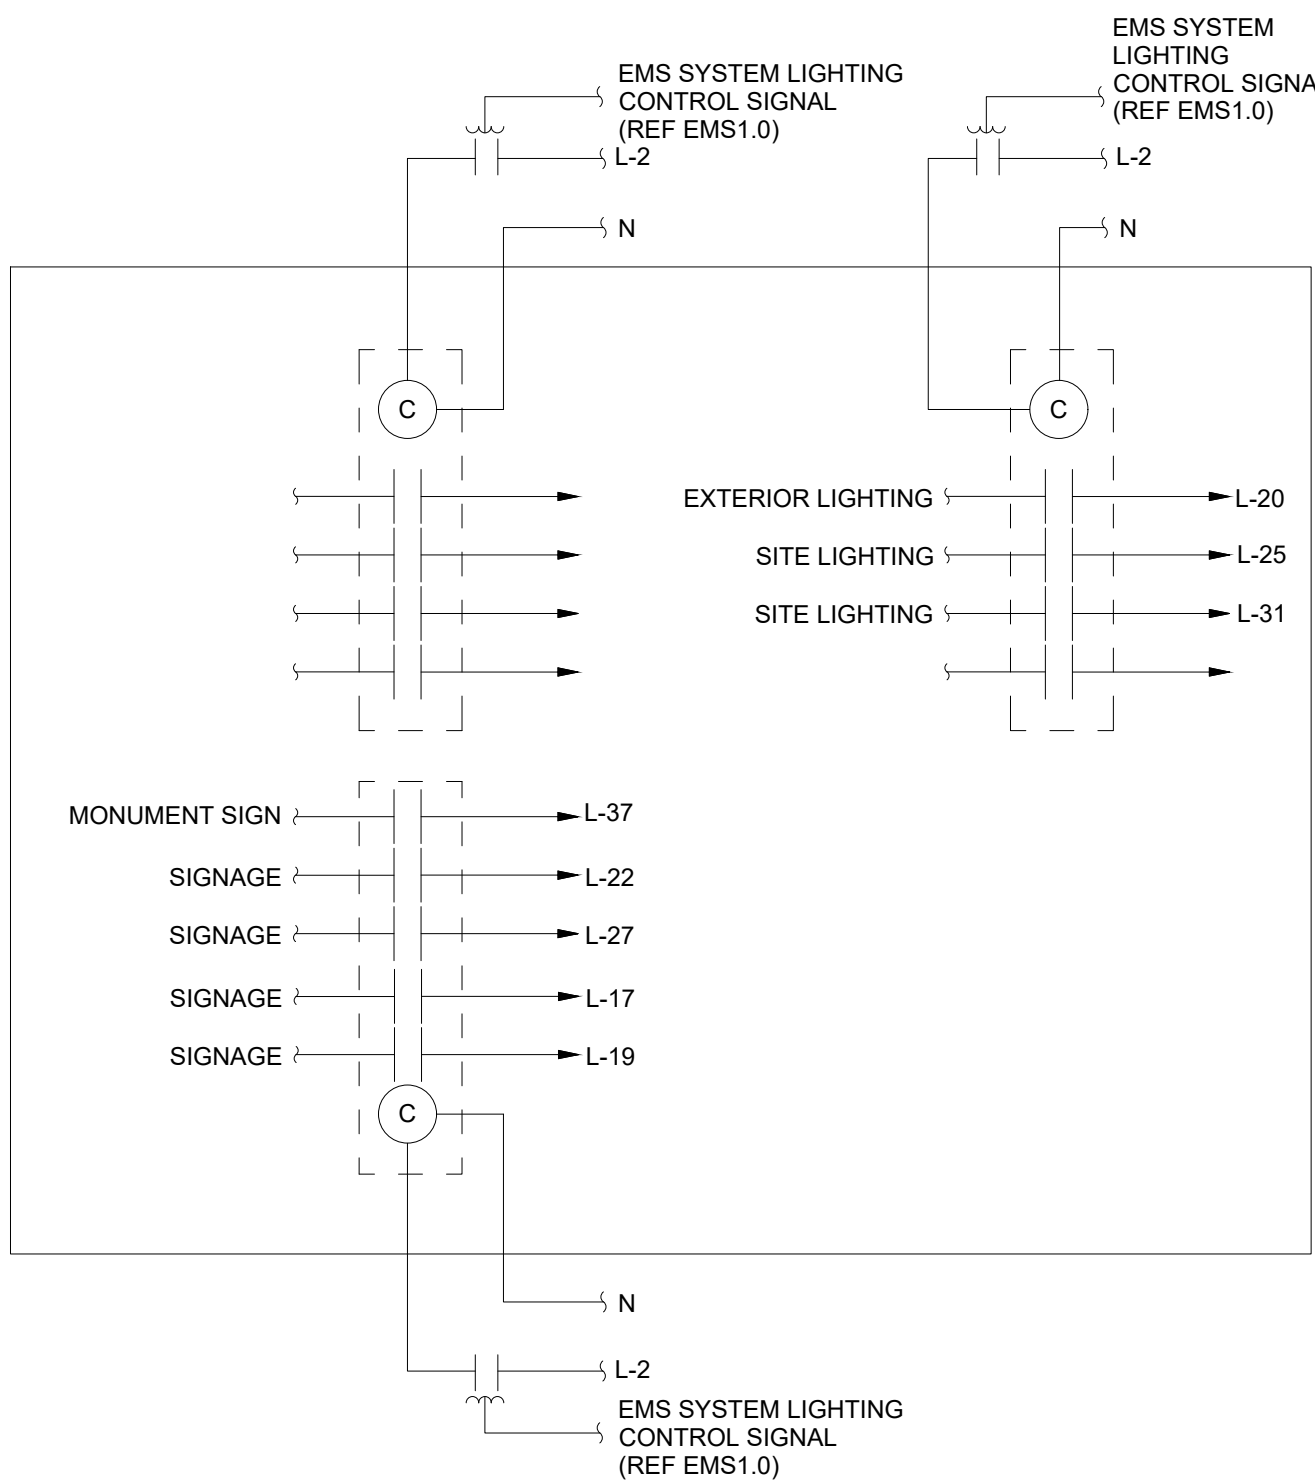 EMS SYSTEM LIGHTING
CONTROL SIGNAL
(REF EMS1.0)
L-2
N
EMS SYSTEM
LIGHTING
CONTROL SIGNA
(REF EMS1.0)
L-2
N
C
C
EXTERIOR LIGHTING L-20
SITE LIGHTING L-25
SITE LIGHTING L-31
MONUMENT SIGN L-37
SIGNAGE L-22
SIGNAGE L-27
SIGNAGE L-17
SIGNAGE L-19
C
N
L-2
EMS SYSTEM LIGHTING
CONTROL SIGNAL
(REF EMS1.0)